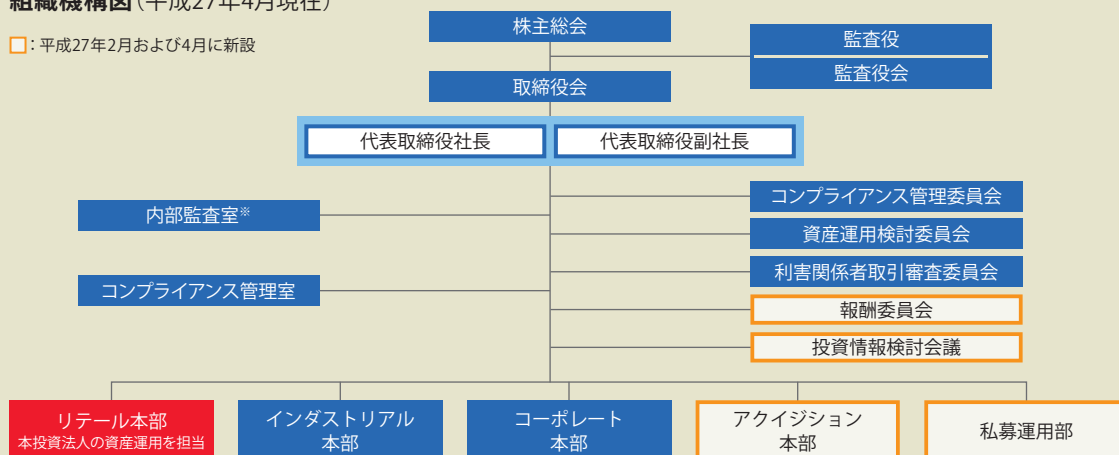 組織機構図（平成27年4月現在）
：平成27年2月および4月に新設
株主総会
監査役
監査役会
取締役会
代表取締役社長
代表取締役副社長
コンプライアンス管理委員会
内部監査室※
資産運用検討委員会
利害関係者取引審査委員会
コンプライアンス管理室
報酬委員会
投資情報検討会議
リテール本部
本投資法人の資産運用を担当
インダストリアル
本部
コーポレート
本部
アクイジション
本部
私募運用部